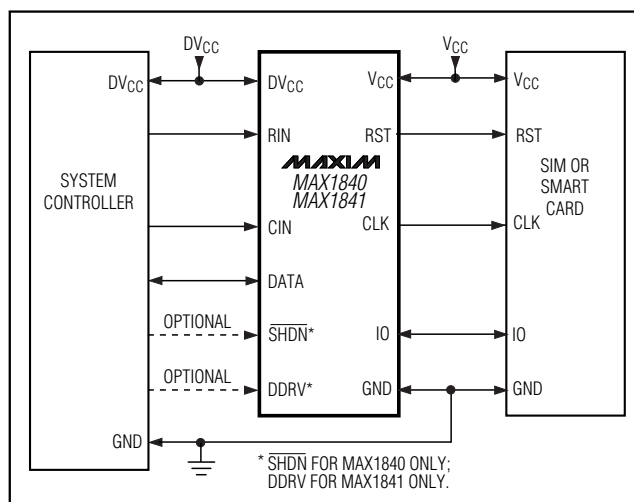 DVCC
VCC
DVCC
DVCC
VCC
VCC
RIN
RST
RST
MAXIM
MAX1840
MAX1841
SYSTEM
CONTROLLER
SIM OR
SMART
CARD
CIN
CLK
CLK
DATA
OPTIONAL
SHDN*
IO
IO
OPTIONAL
DDRV*
GND
GND
GND
* SHDN FOR MAX1840 ONLY;
DDRV FOR MAX1841 ONLY.